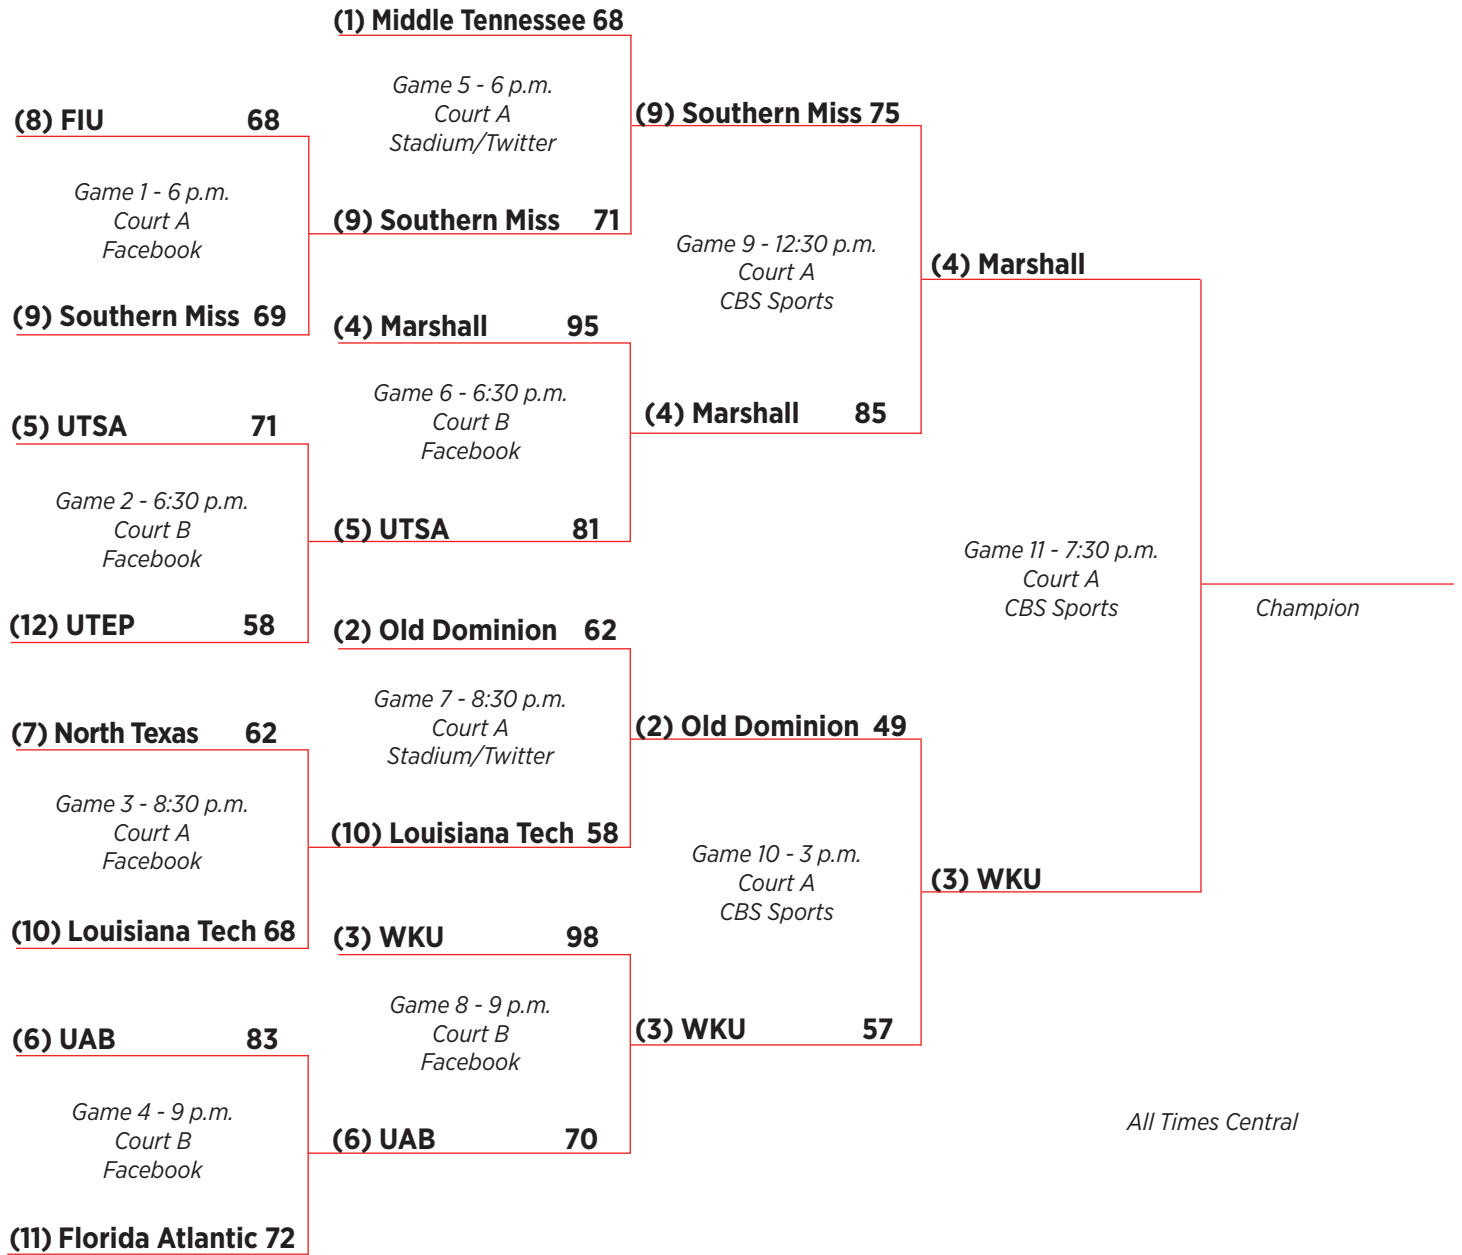 (8) FIU 68
Game 1 - 6 p.m.
Court A
Facebook
(9) Southern Miss 69
(5) UTSA 71
Game 2 - 6:30 p.m.
Court B
Facebook
(12) UTEP 58
(7) North Texas 62
Game 3 - 8:30 p.m.
Court A
Facebook
(10) Louisiana Tech 68
(6) UAB 83
Game 4 - 9 p.m.
Court B
Facebook
(11) Florida Atlantic 72
(1) Middle Tennessee 68
Game 5 - 6 p.m.
Court A
Stadium/Twitter
(9) Southern Miss 71
(4) Marshall 95
Game 6 - 6:30 p.m.
Court B
Facebook
(5) UTSA 81
(2) Old Dominion 62
Game 7 - 8:30 p.m.
Court A
Stadium/Twitter
(10) Louisiana Tech 58
(3) WKU 98
Game 8 - 9 p.m.
Court B
Facebook
(6) UAB 70
(9) Southern Miss 75
Game 9 - 12:30 p.m.
Court A
CBS Sports
(4) Marshall 85
(2) Old Dominion 49
Game 10 - 3 p.m.
Court A
CBS Sports
(3) WKU 57
(4) Marshall
Game 11 - 7:30 p.m.
Court A
CBS Sports
(3) WKU
Champion
All Times Central